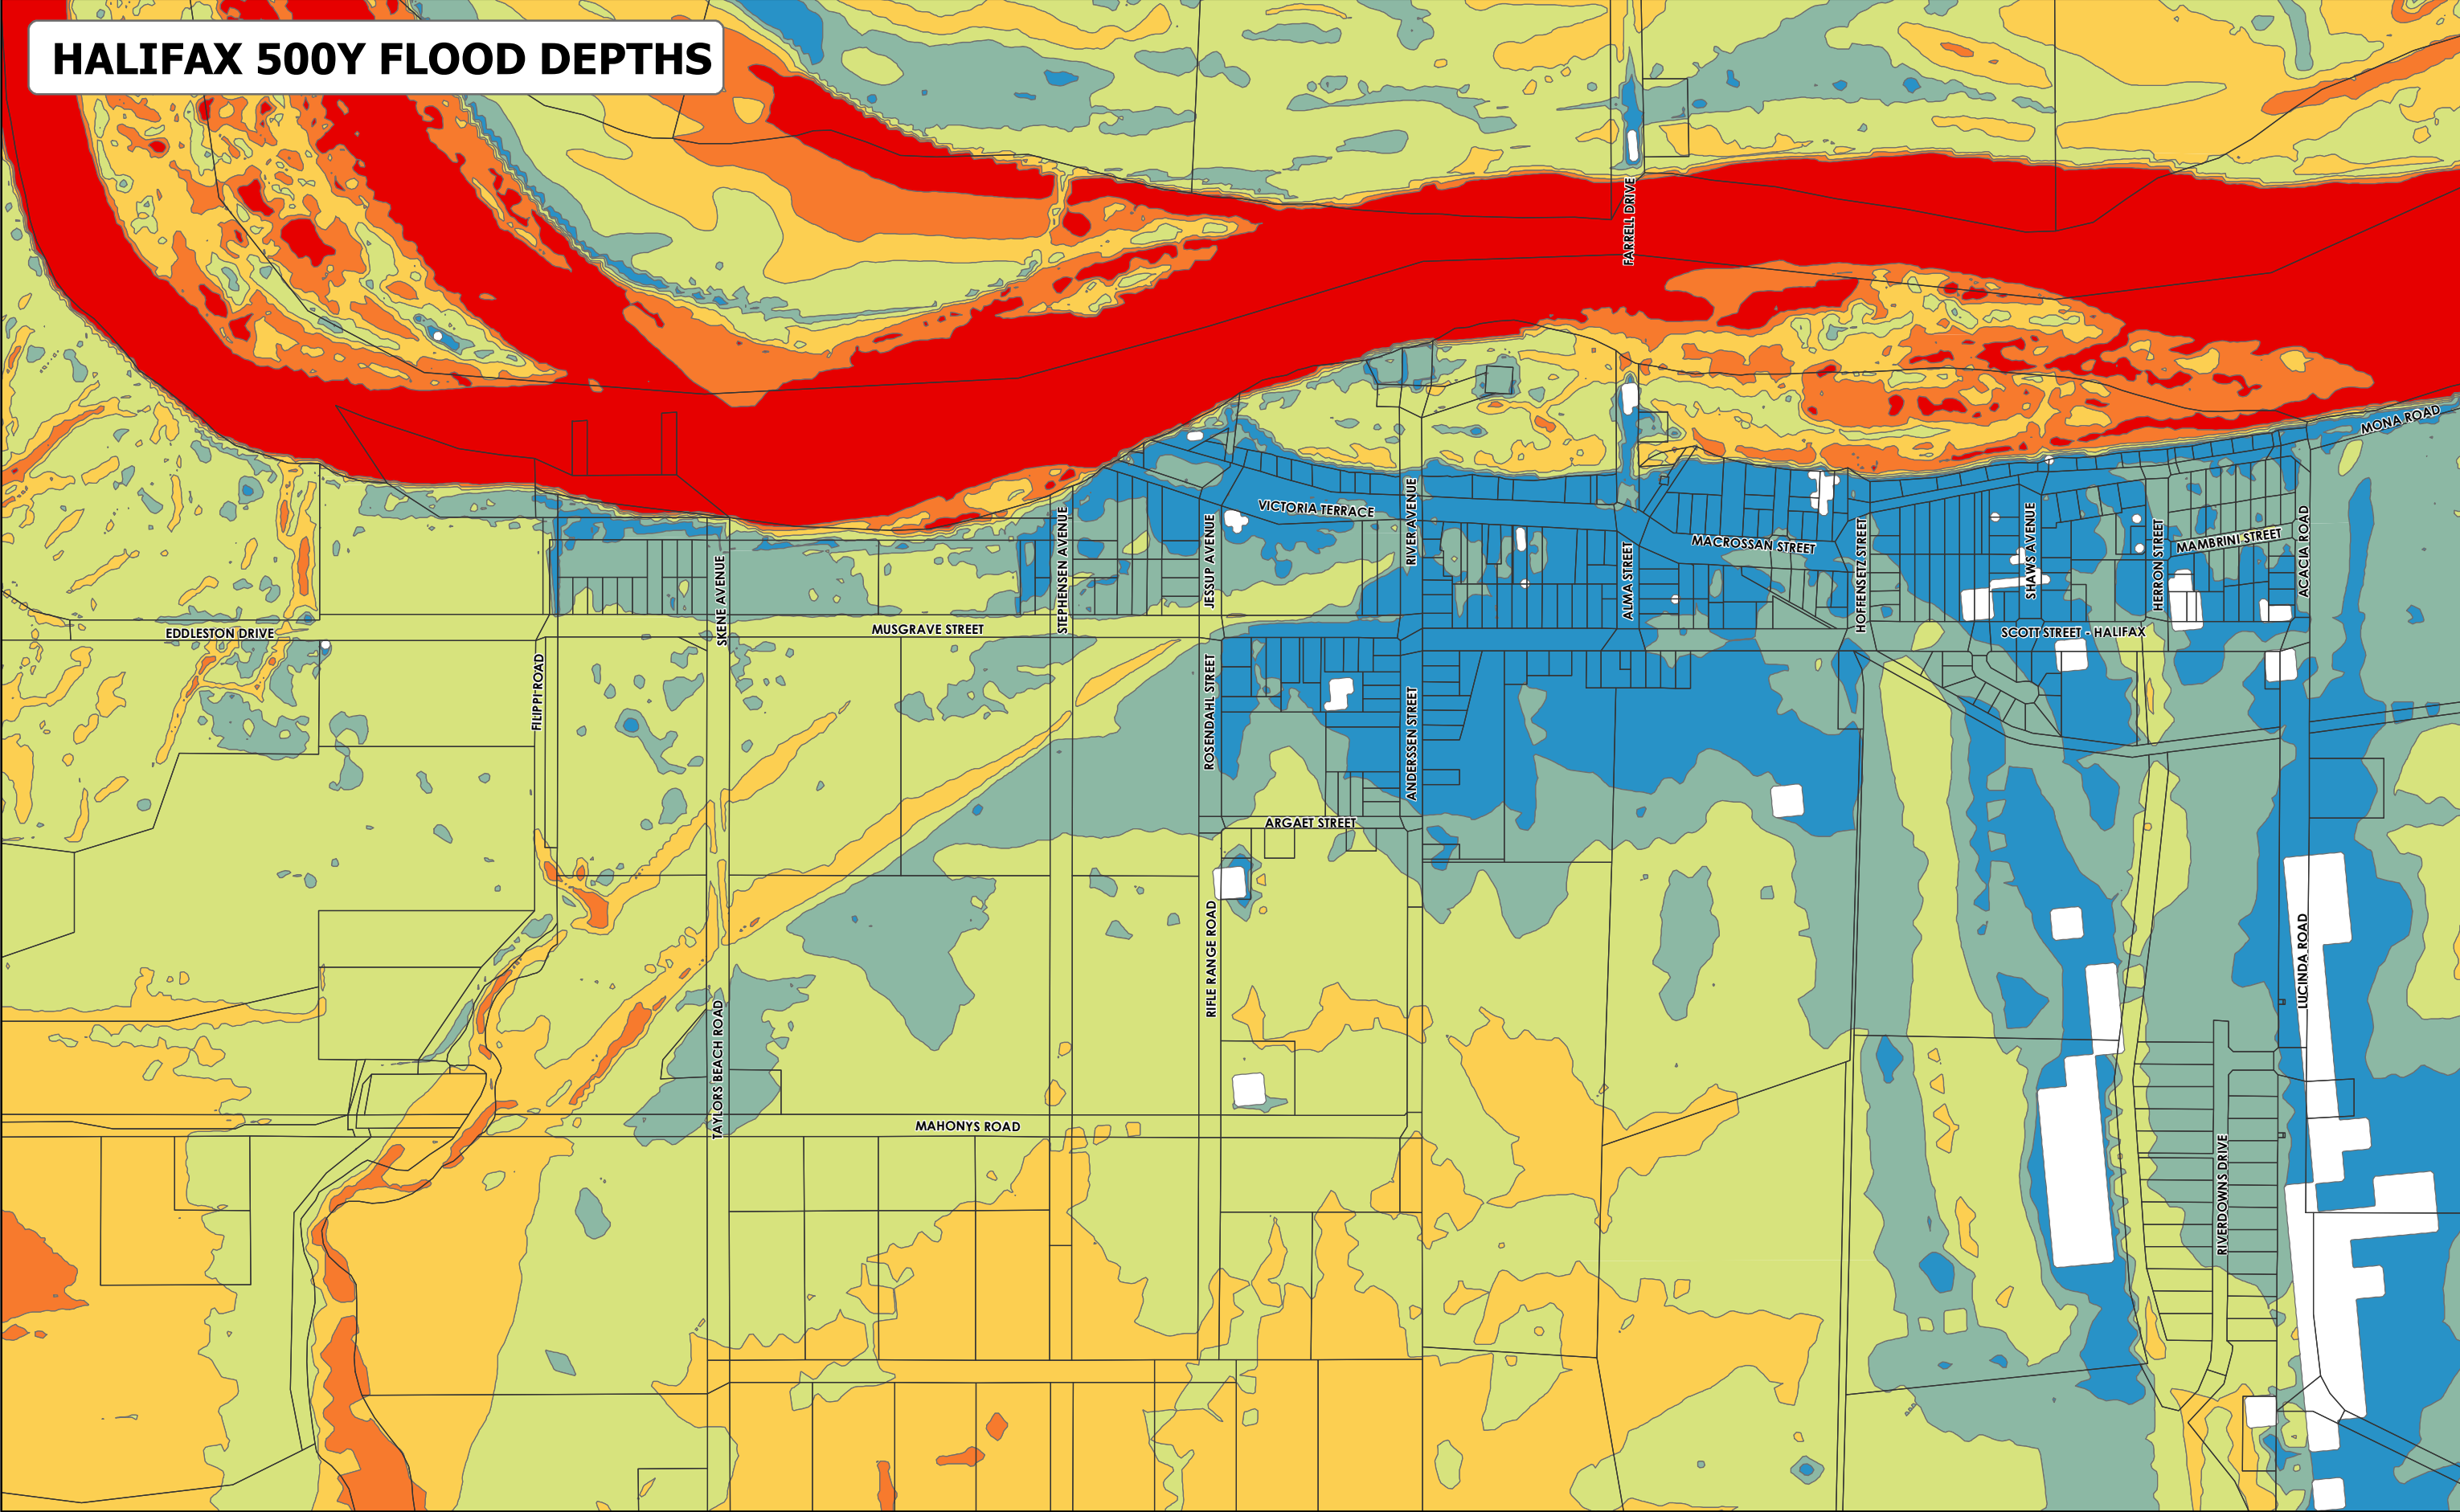 HALIFAX 500Y FLOOD DEPTHS
FARRELL DRIVE
MONA ROAD
VICTORIA TERRACE
RIVER AVENUE
STEPHENSEN AVENUE
JESSUP AVENUE
MACROSSAN STREET
HOFFENSETZ STREET
SHAWS AVENUE
HERRON STREET
MAMBRINI STREET
ACACIA ROAD
SKENE AVENUE
ALMA STREET
EDDLESTON DRIVE
MUSGRAVE STREET
SCOTT STREET - HALIFAX
FILIPPI ROAD
ROSENDAHL STREET
ANDERSSEN STREET
ARGAET STREET
RIFLE RANGE ROAD
LUCINDA ROAD
TAYLORS BEACH ROAD
MAHONYS ROAD
RIVERDOWNS DRIVE